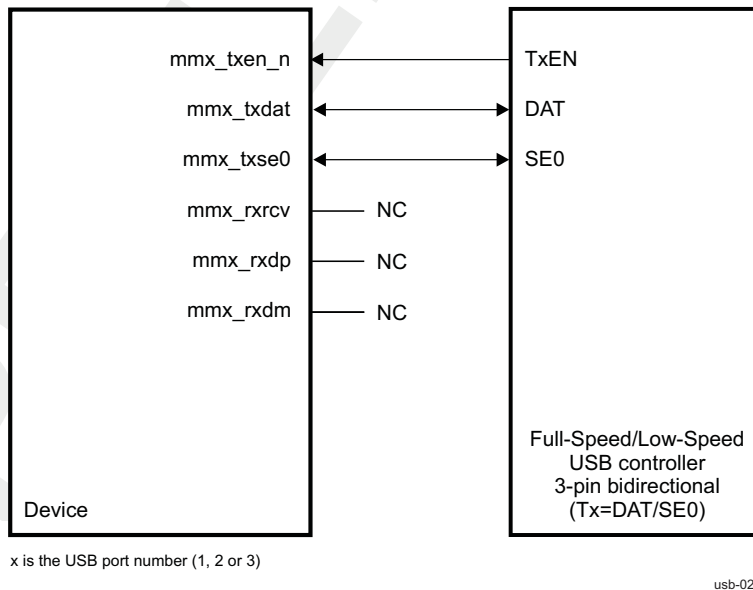 mmx_txen_n TxEN
mmx_txdat DAT
mmx_txse0 SE0
mmx_rxrcv NC
mmx_rxdp NC
mmx_rxdm NC
Full-Speed/Low-Speed
USB controller
3-pin bidirectional
(Tx=DAT/SE0)
Device
x is the USB port number (1, 2 or 3)
usb-02